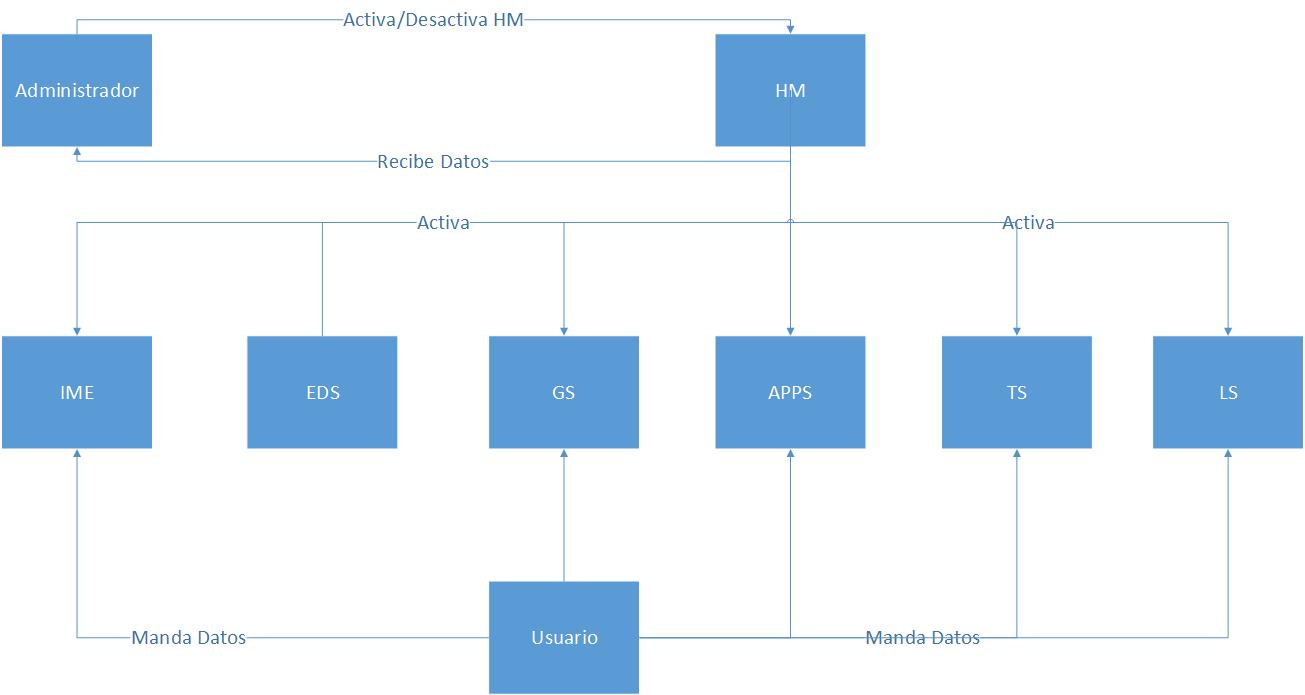 Activa/Desactiva HM
Administrador
HM
Recibe Datos
Activa
Activa
IME
EDS
GS
APPS
TS
LS
Manda Datos
Usuario
Manda Datos